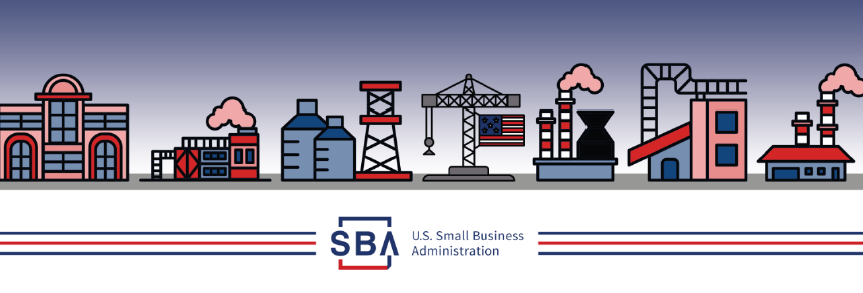 SBA
U.S. Small Business
Administration